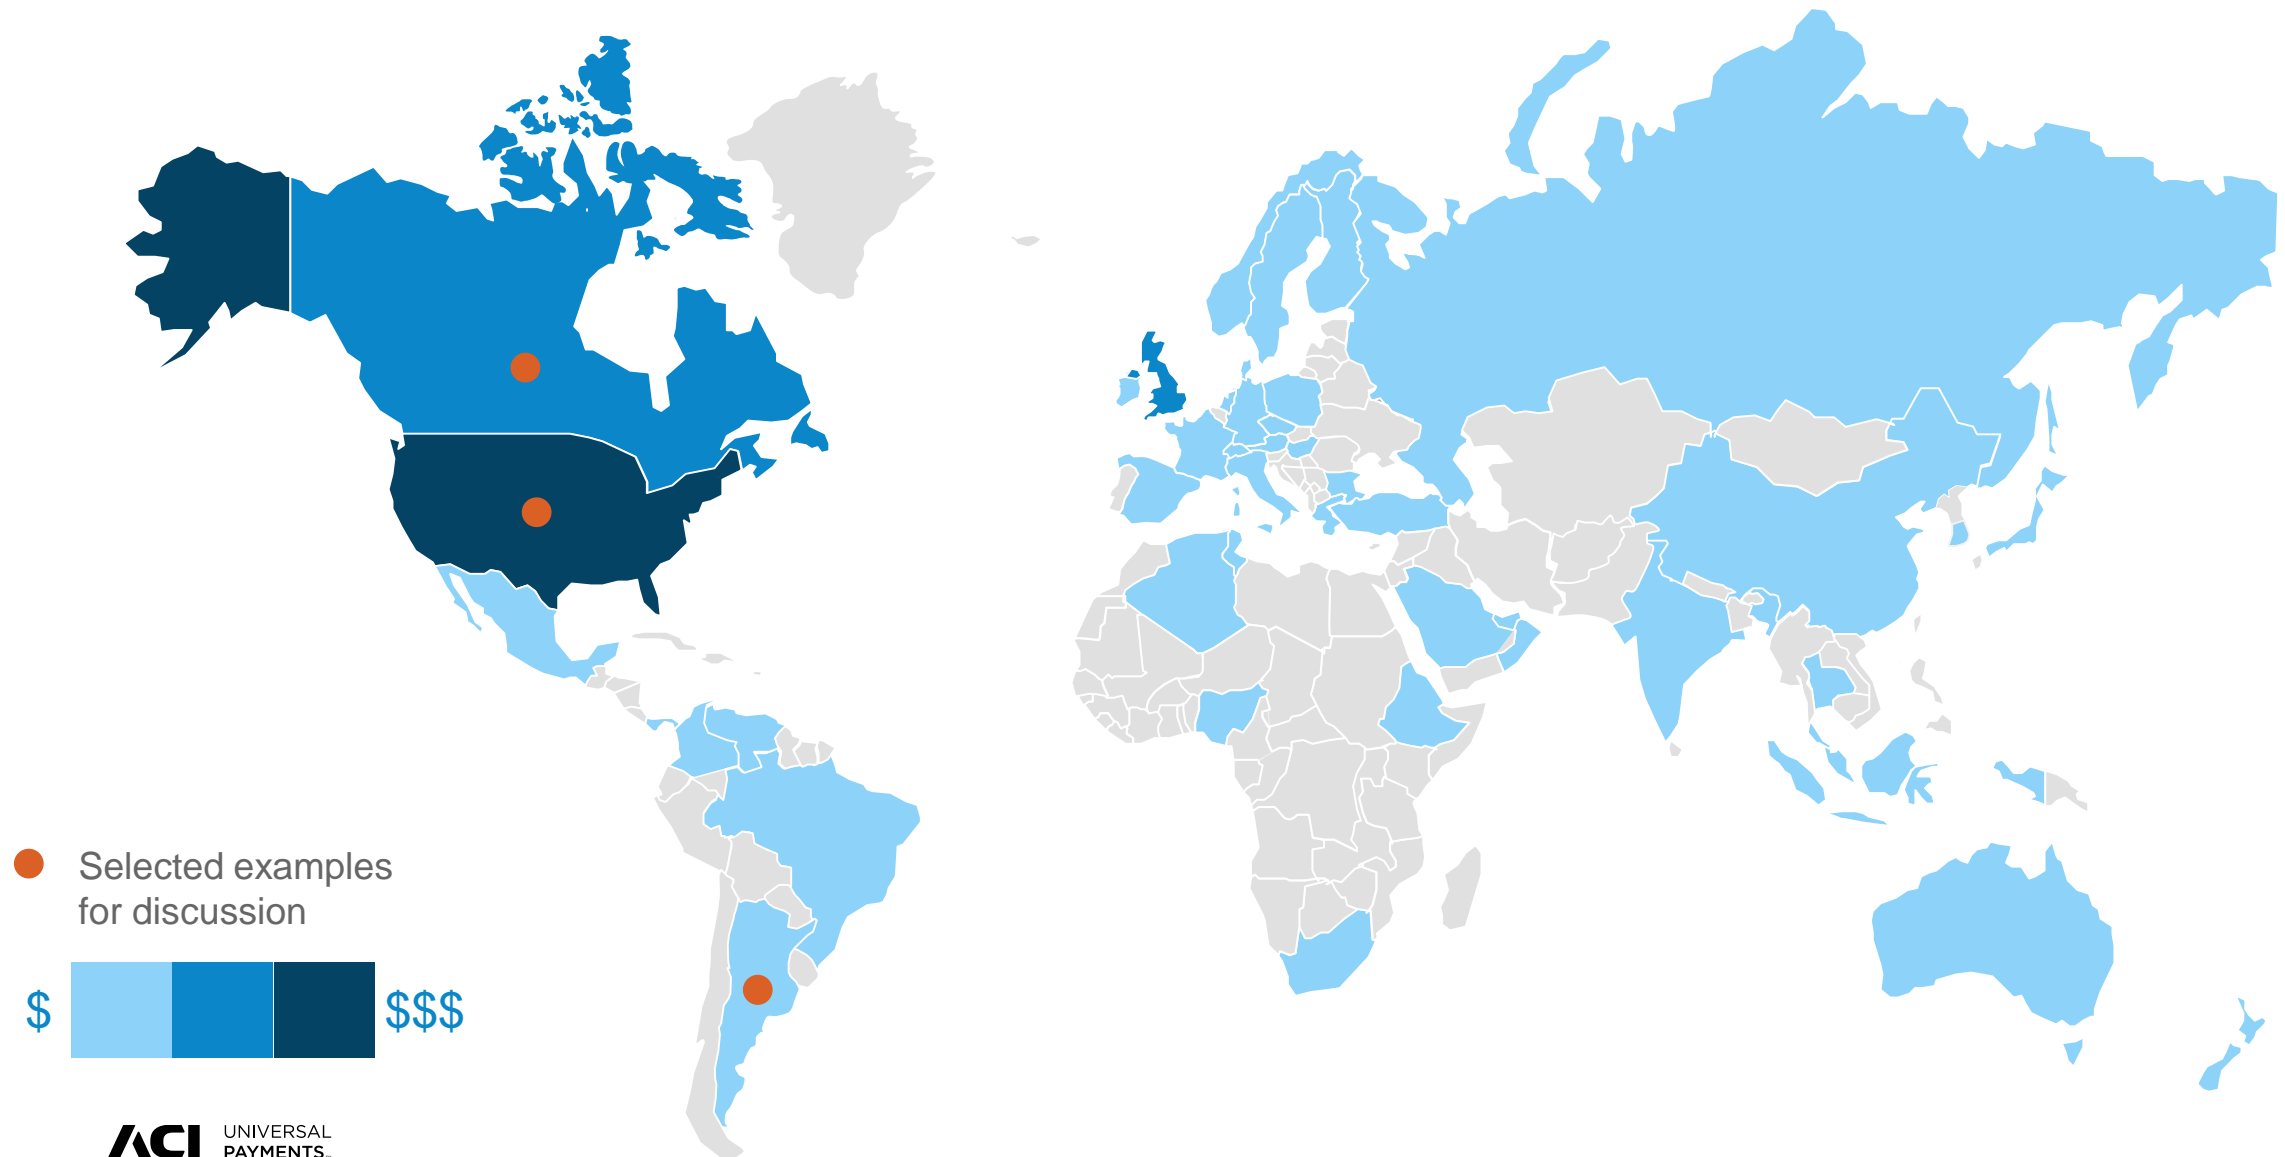 Selected examples
for discussion
$ $$$
ACI UNIVERSAL
PAYMENTS